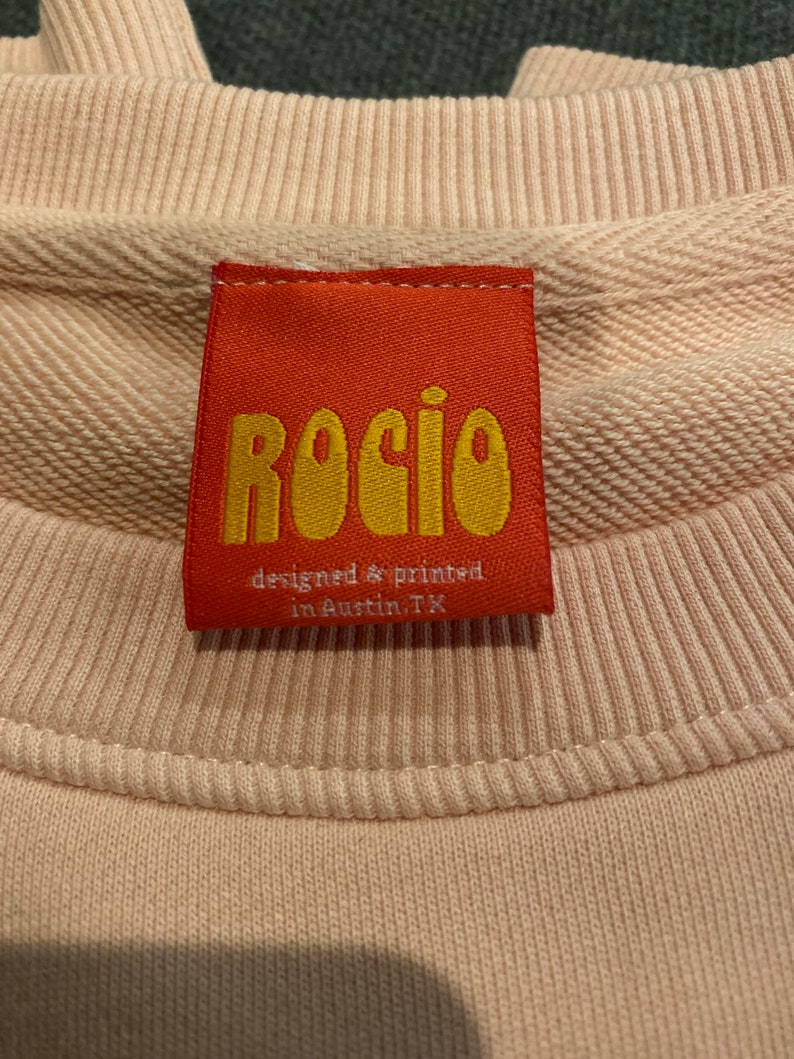 ROCIO
designed & printed
in Austin, TX